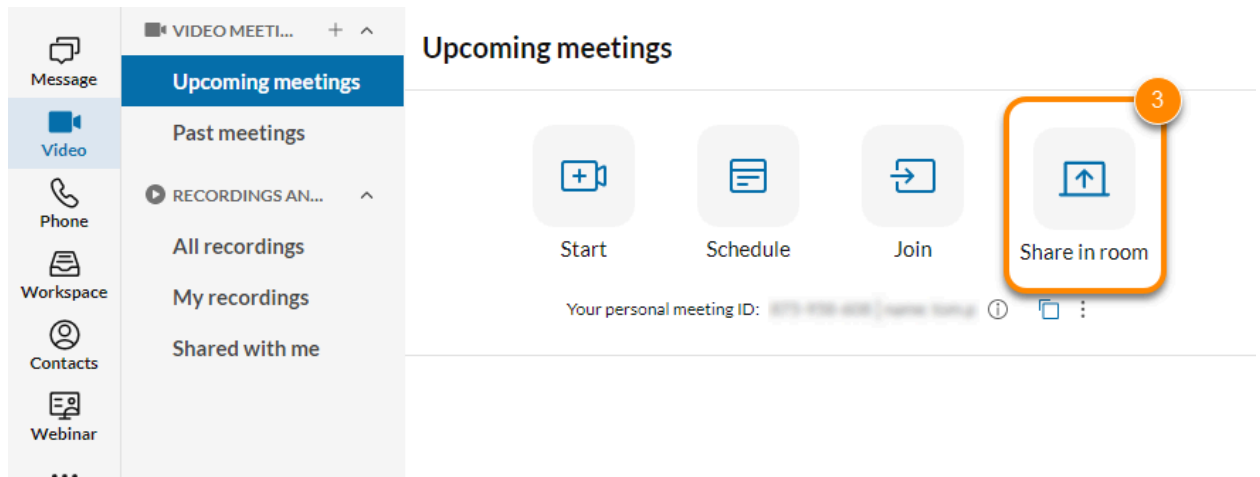 Message
Video
Phone
Workspace
Contacts
Webinar
VIDEO MEETI...
Upcoming meetings
Past meetings
RECORDINGS AN...
All recordings
My recordings
Shared with me
Upcoming meetings
3
Start
Schedule
Join
Share in room
Your personal meeting ID: